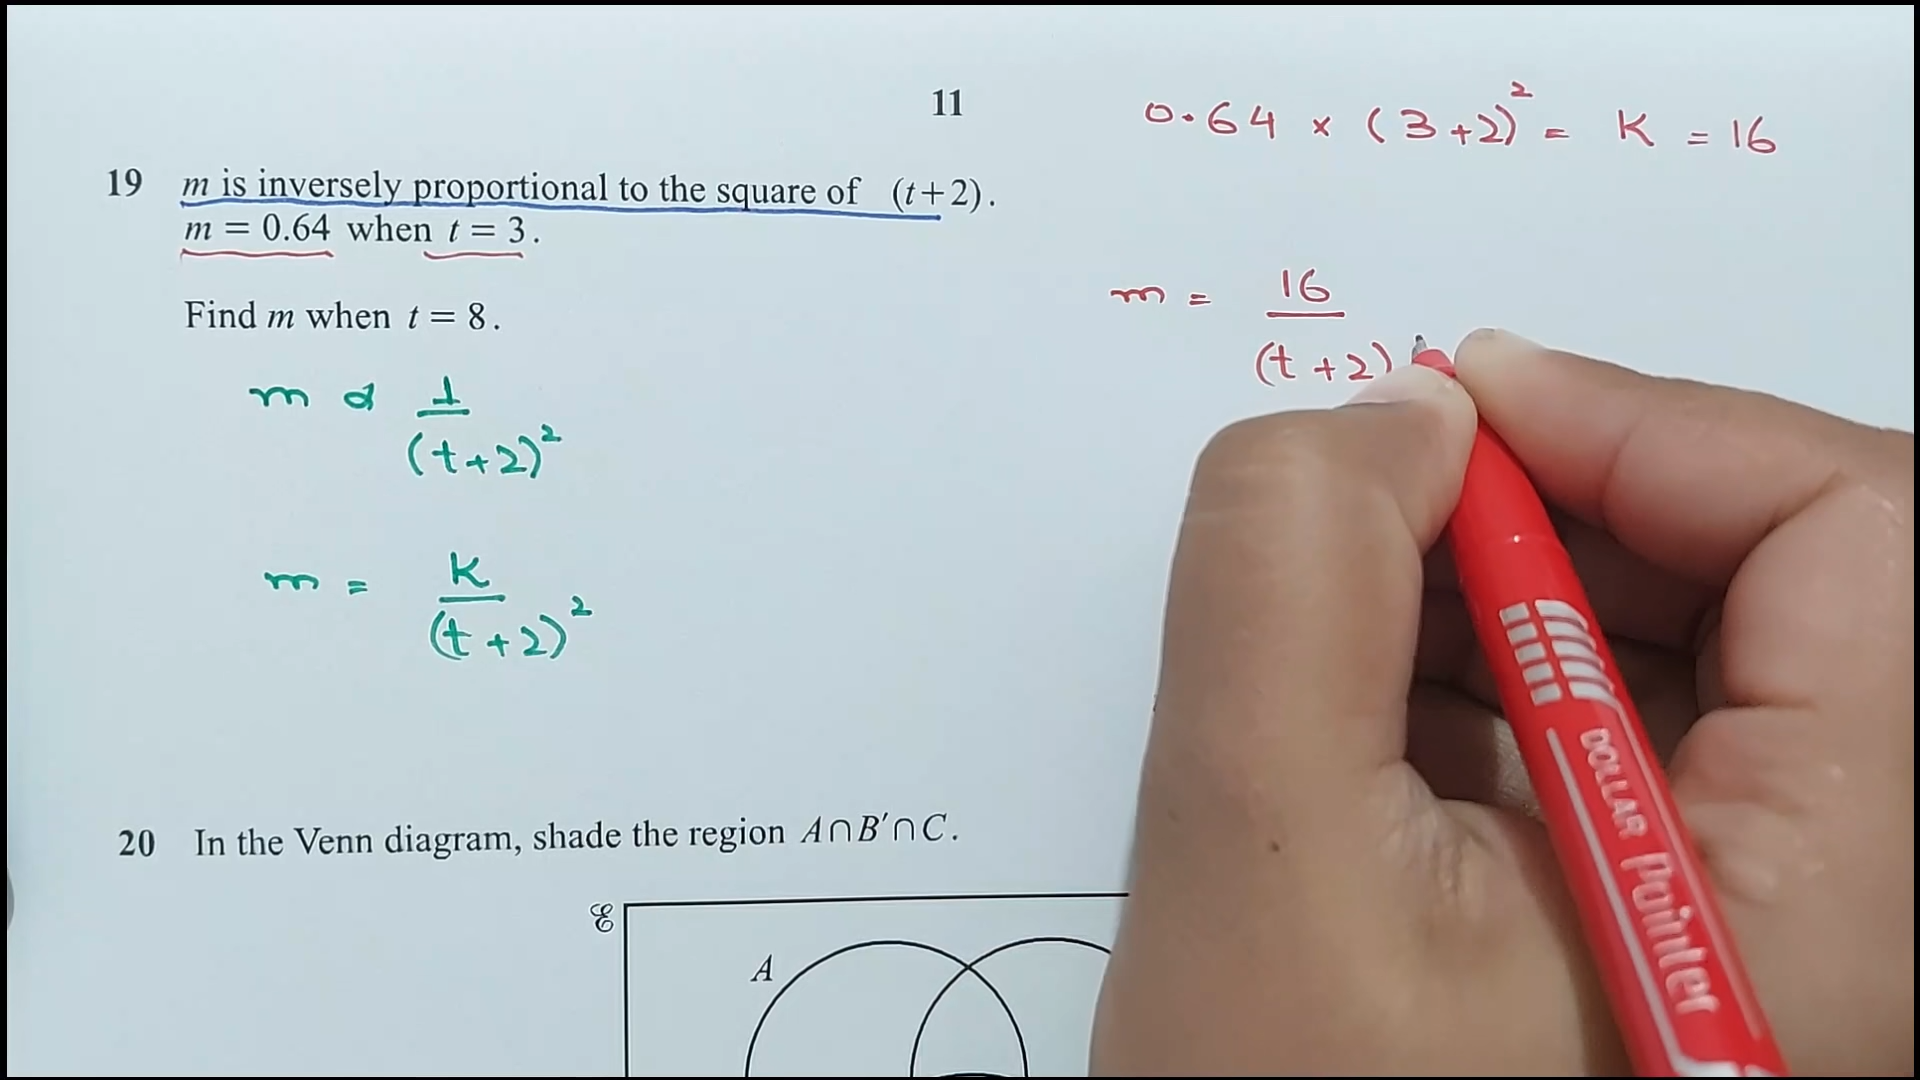 11
0.64 × (3+2)² = K = 16
19 m is inversely proportional to the square of (t+2).
m = 0.64 when t = 3.
Find m when t = 8.
m = 16/(t+2)
m α 1/(t+2)²
m = K/(t+2)²
20 In the Venn diagram, shade the region A∩B′∩C.
ℰ
A
DOLLAR Pointer